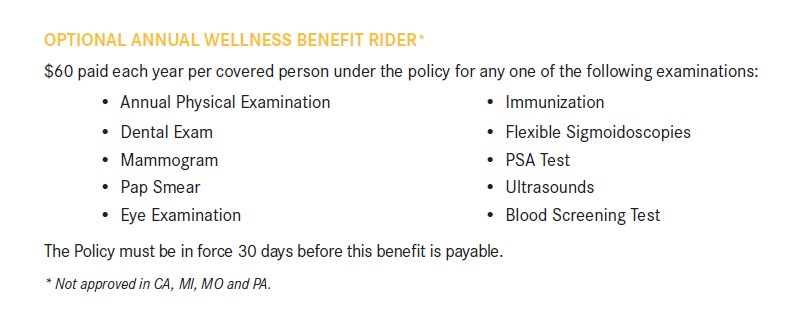 OPTIONAL ANNUAL WELLNESS BENEFIT RIDER*
$60 paid each year per covered person under the policy for any one of the following examinations:
• Annual Physical Examination
• Dental Exam
• Mammogram
• Pap Smear
• Eye Examination
• Immunization
• Flexible Sigmoidoscopies
• PSA Test
• Ultrasounds
• Blood Screening Test
The Policy must be in force 30 days before this benefit is payable.
* Not approved in CA, MI, MO and PA.